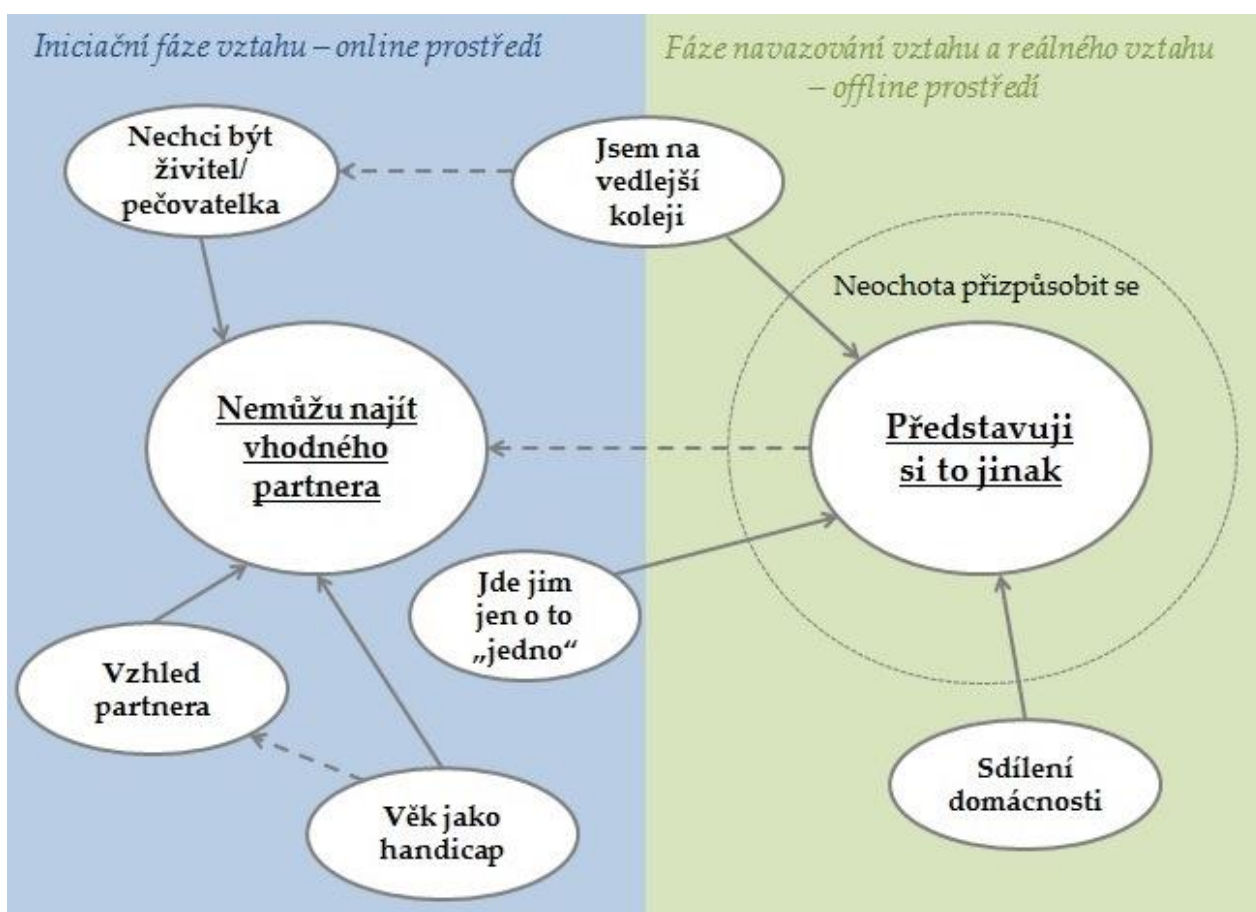 Iniciační fáze vztahu – online prostředí
Fáze navazování vztahu a reálného vztahu
– offline prostředí
Nechci být
živitel/
pečovatelka
Jsem na
vedlejší
koleji
Neochota přizpůsobit se
Nemůžu najít
vhodného
partnera
Představuji
si to jinak
Jde jim
jen o to
„jedno“
Vzhled
partnera
Sdílení
domácnosti
Věk jako
handicap